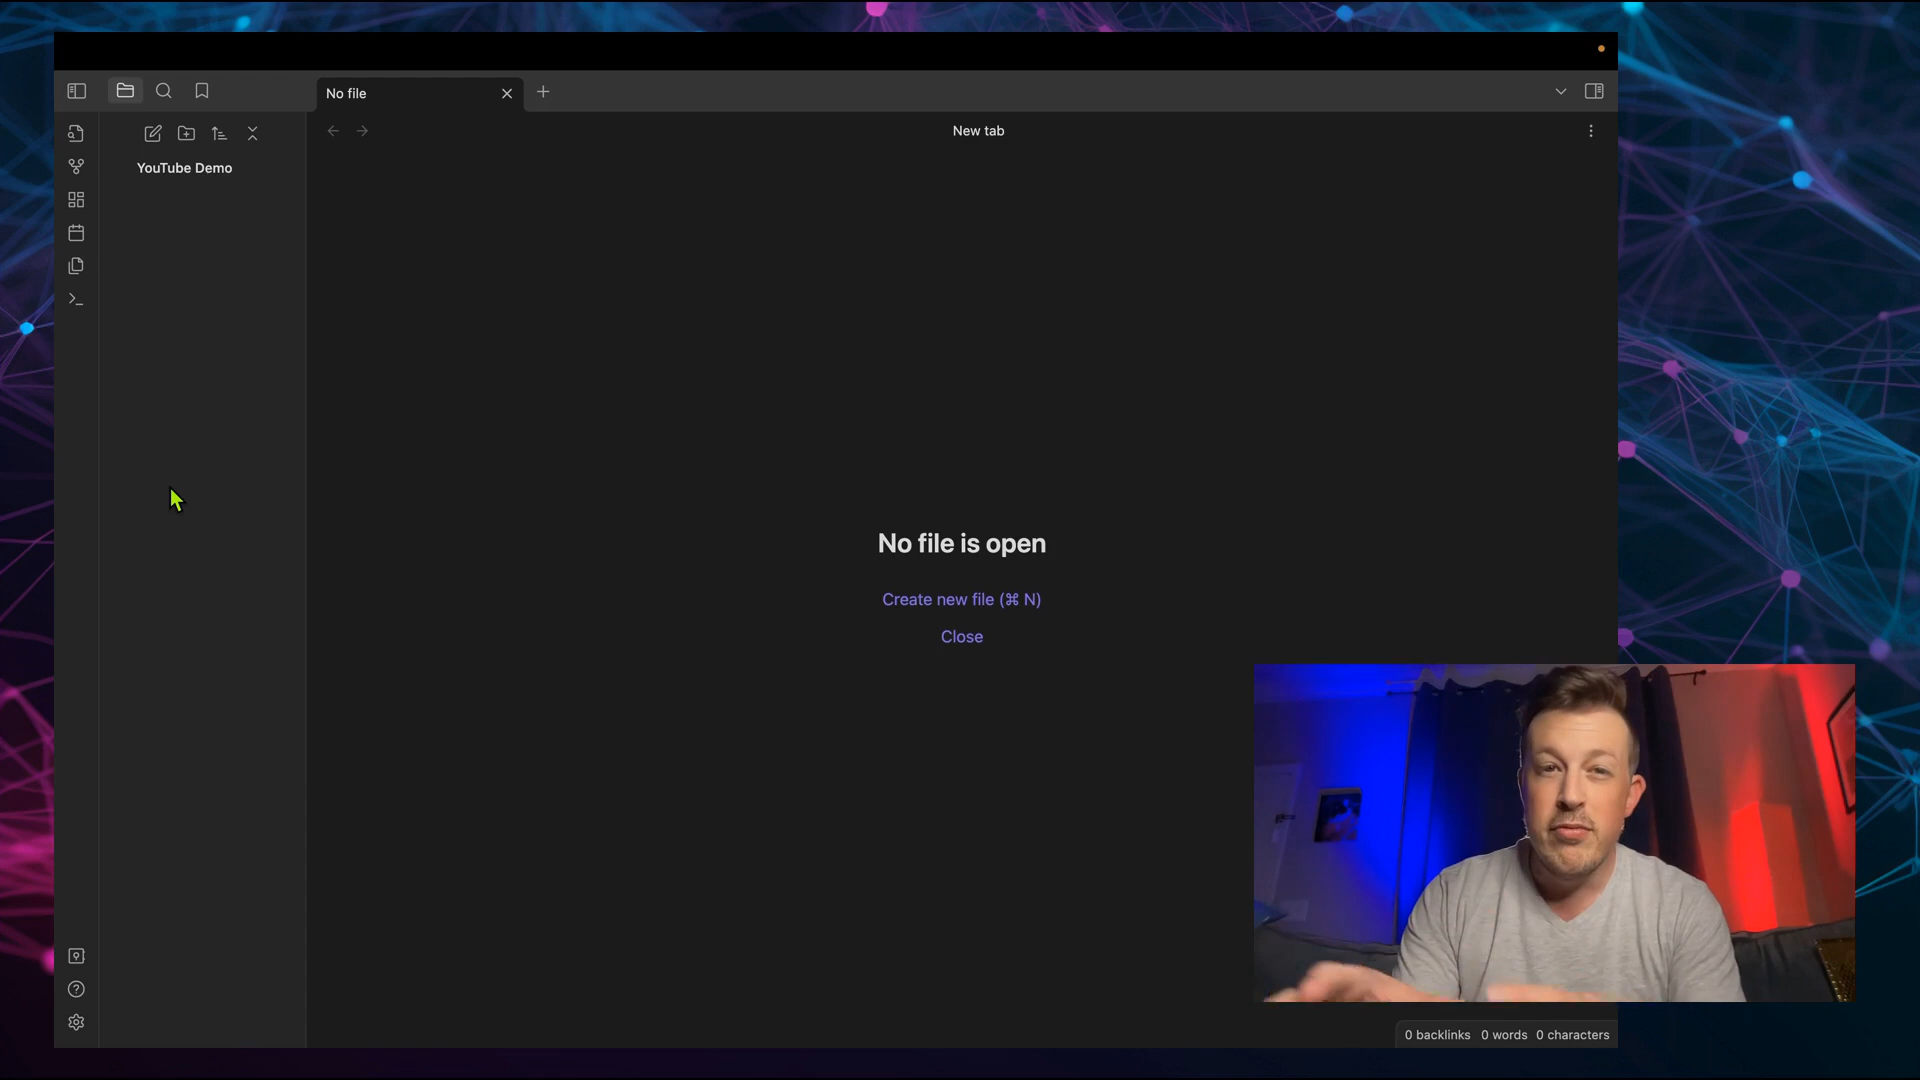 No file
New tab
YouTube Demo
No file is open
Create new file (⌘ N)
Close
0 backlinks 0 words 0 characters